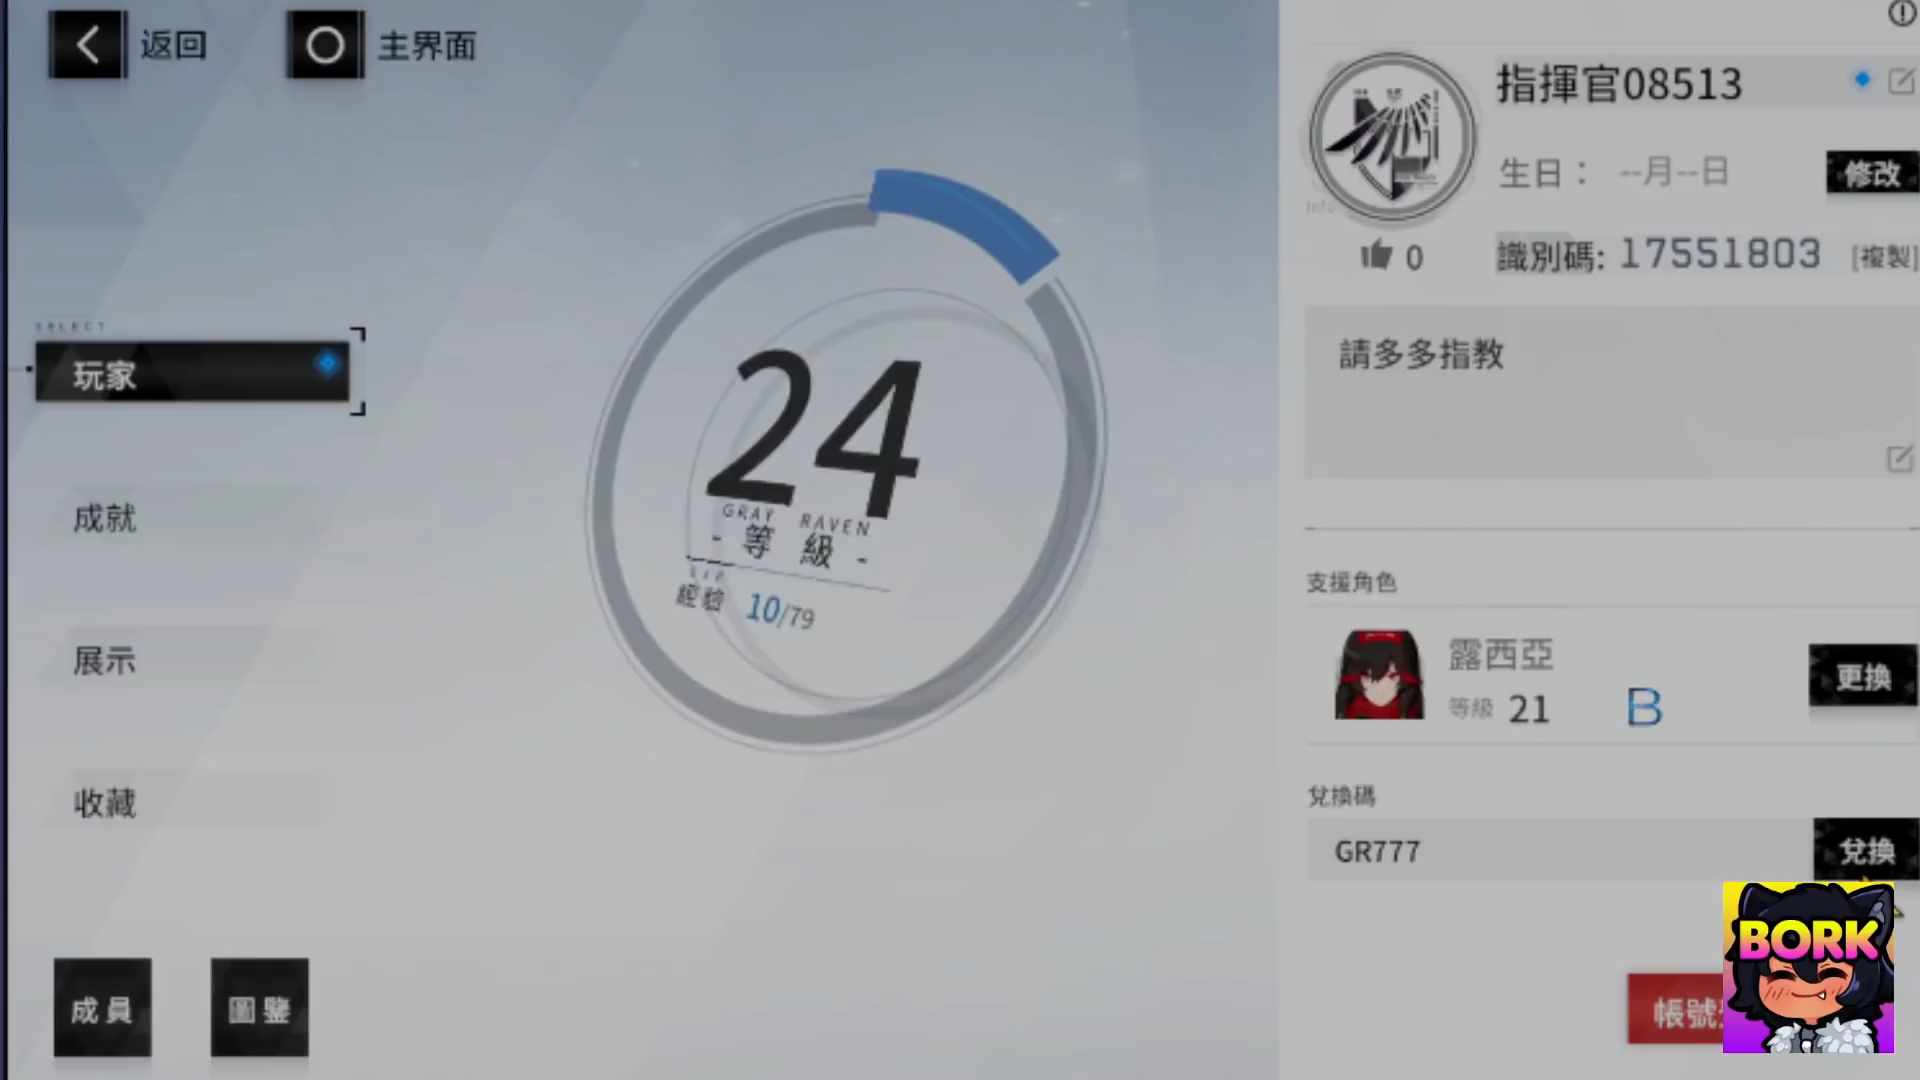 返回
主界面
SELECT
玩家
成就
展示
收藏
成員
圖鑒
24
GRAY RAVEN
- 等 級 -
經驗 10/79
指揮官08513
生日： --月--日
修改
0
識別碼: 17551803 [複製]
請多多指教
支援角色
露西亞
等級 21
B
更換
兌換碼
GR777
兌換
帳號
BORK